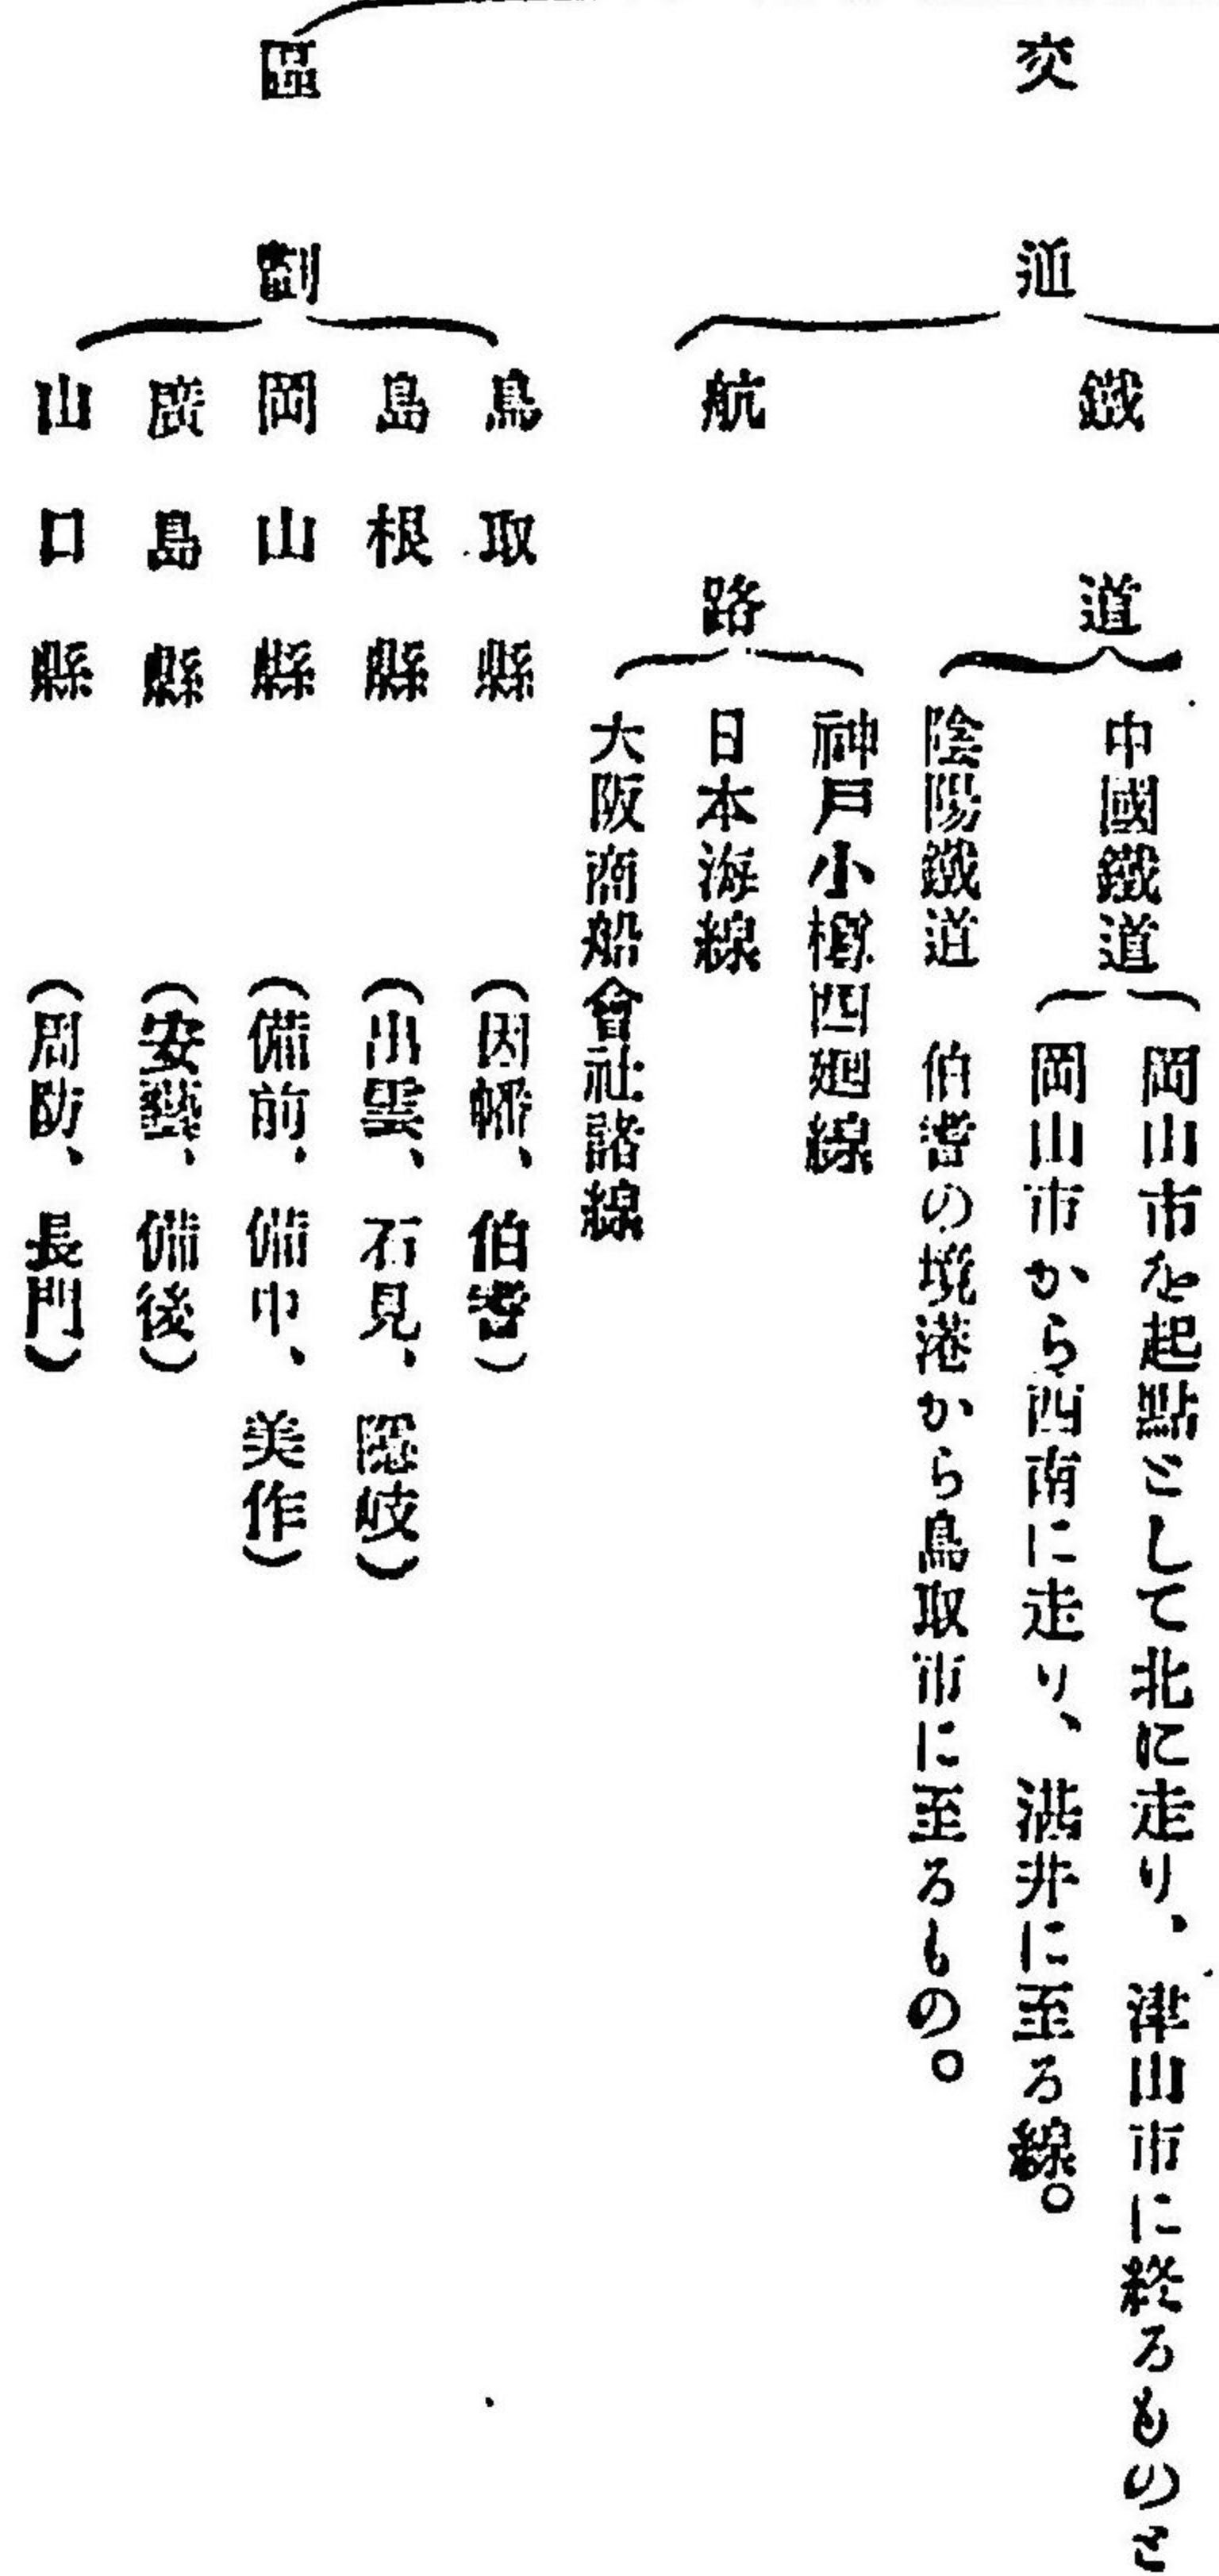 交通
鐵道
中國鐵道
岡山市を起點として北に走り、津山市に終るものと
岡山市から西南に走り、湛井に至る線。
陰陽鐵道 伯耆の境港から鳥取市に至るもの。
航路
神戸小樽西廻線
日本海線
大阪商船會社諸線
區劃
鳥取縣 (因幡、伯耆)
島根縣 (出雲、石見、隱岐)
岡山縣 (備前、備中、美作)
廣島縣 (安藝、備後)
山口縣 (周防、長門)